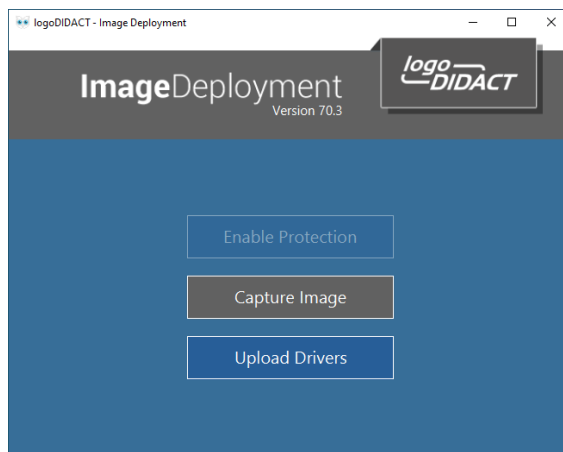 logoDIDACT - Image Deployment
ImageDeployment
Version 70.3
logo
DIDACT
Enable Protection
Capture Image
Upload Drivers